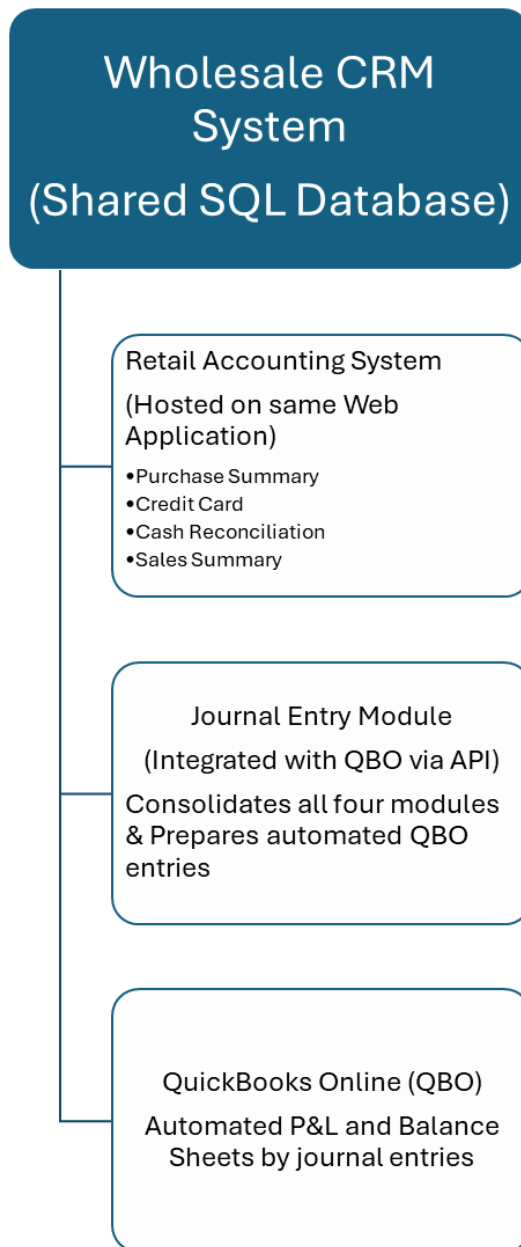 Wholesale CRM
System
(Shared SQL Database)
Retail Accounting System
(Hosted on same Web
Application)
•Purchase Summary
•Credit Card
•Cash Reconciliation
•Sales Summary
Journal Entry Module
(Integrated with QBO via API)
Consolidates all four modules
& Prepares automated QBO
entries
QuickBooks Online (QBO)
Automated P&L and Balance
Sheets by journal entries